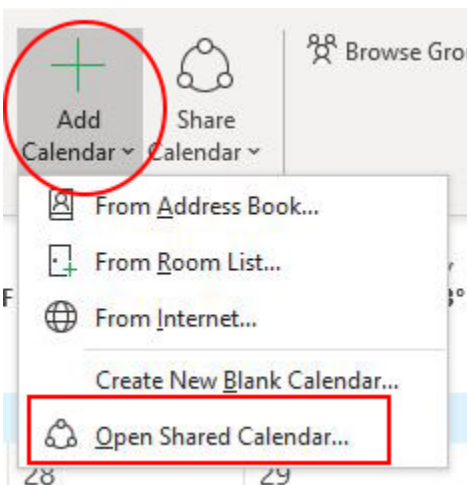 Browse Gro
Add
Calendar
Share
Calendar
From Address Book...
From Room List...
From Internet...
Create New Blank Calendar...
Open Shared Calendar...
F
28
29